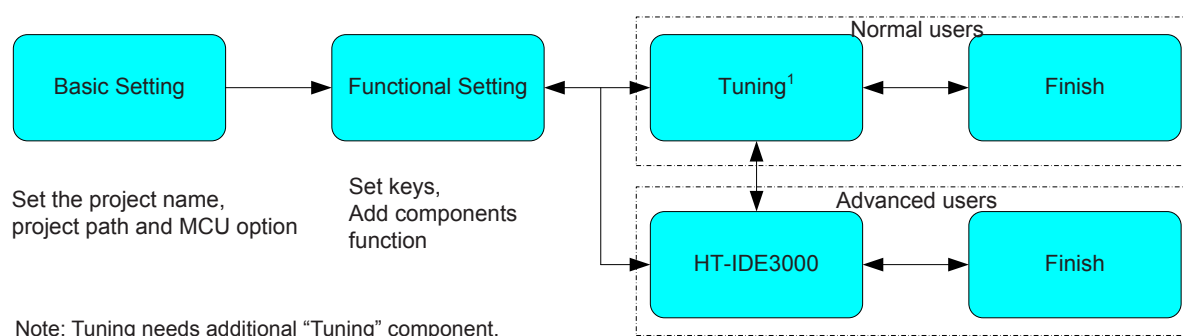 Normal users
Basic Setting
Functional Setting
Tuning1
Finish
Set the project name,
project path and MCU option
Set keys,
Add components
function
Advanced users
HT-IDE3000
Finish
Note: Tuning needs additional “Tuning” component.